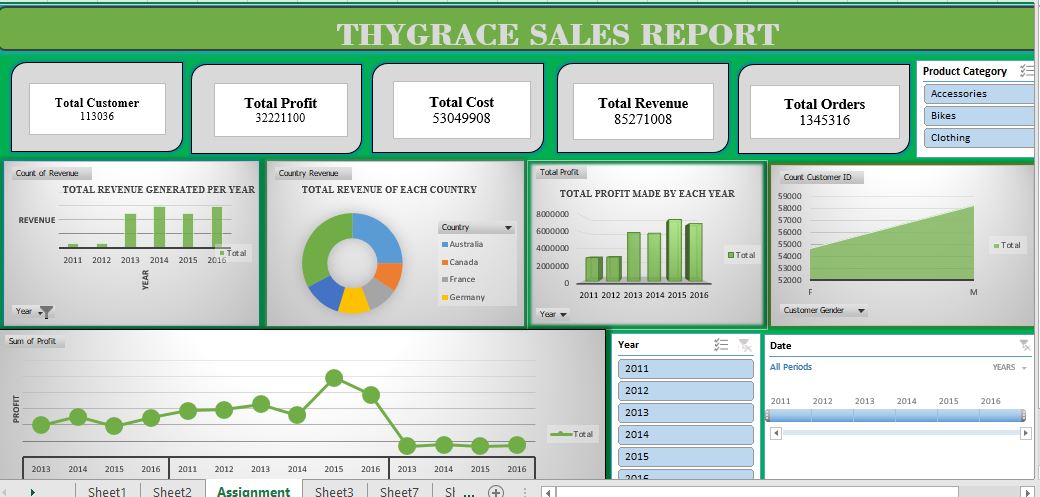 THYGRACE SALES REPORT
Total Customer
113036
Total Profit
32221100
Total Cost
53049908
Total Revenue
85271008
Total Orders
1345316
Product Category
Accessories
Bikes
Clothing
Count of Revenue
TOTAL REVENUE GENERATED PER YEAR
REVENUE
2011 2012 2013 2014 2015 2016
YEAR
Total
Year
Country Revenue
TOTAL REVENUE OF EACH COUNTRY
Country
Australia
Canada
France
Germany
Total Profit
TOTAL PROFIT MADE BY EACH YEAR
8000000
6000000
4000000
2000000
0
2011 2012 2013 2014 2015 2016
Total
Year
Count Customer ID
59000
58000
57000
56000
55000
54000
53000
52000
F M
Total
Customer Gender
Sum of Profit
PROFIT
2013 2014 2015 2016 2011 2012 2013 2014 2015 2016 2013 2014 2015 2016
Total
Year
2011
2012
2013
2014
2015
2016
Date
All Periods
YEARS
2011 2012 2013 2014 2015 2016
Sheet1 Sheet2 Assignment Sheet3 Sheet7 ...